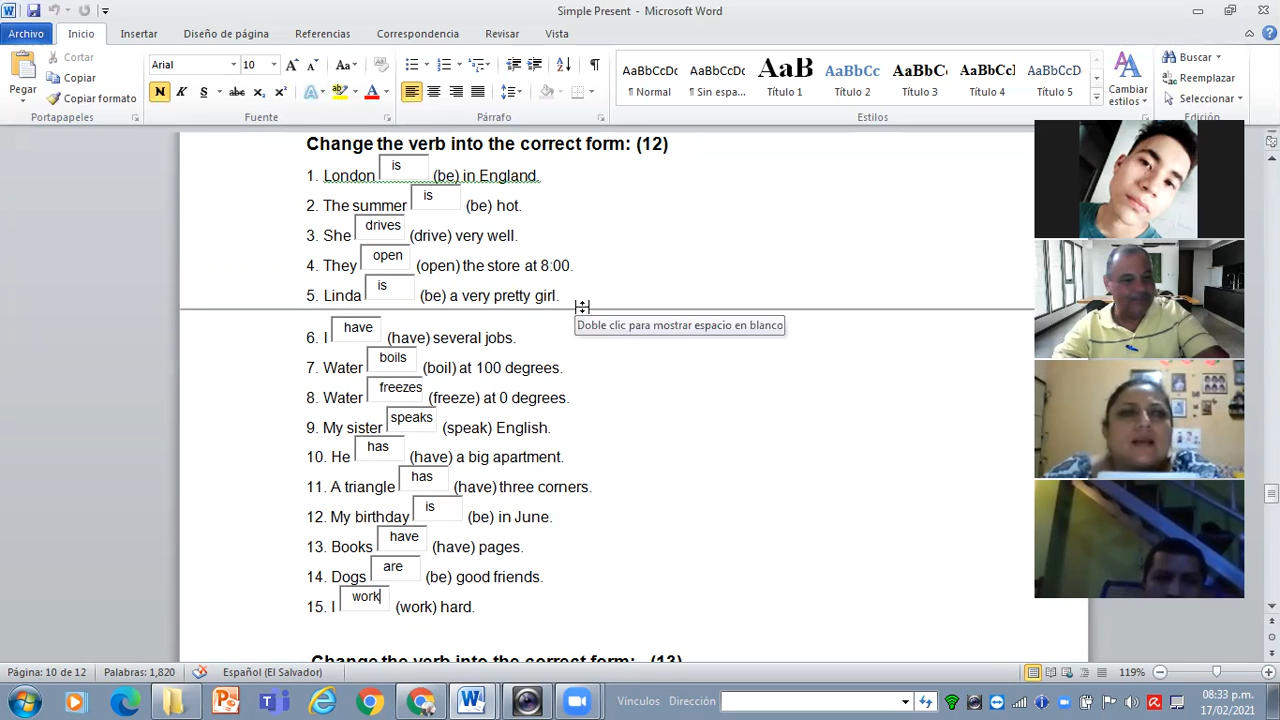 Simple Present - Microsoft Word
Archivo Inicio Insertar Diseño de página Referencias Correspondencia Revisar Vista
Pegar
Cortar
Copiar
Copiar formato
Arial 10
N K S abc x₂ x²
Aa
AaBbCcDc ¶ Normal
AaBbCcDc ¶ Sin espa...
AaB Título 1
AaBbCc Título 2
AaBbCc Título 3
AaBbCcI Título 4
AaBbCcD Título 5
Cambiar estilos
Buscar
Reemplazar
Seleccionar
Portapapeles Fuente Párrafo Estilos Edición
Change the verb into the correct form: (12)
1. London is (be) in England.
2. The summer is (be) hot.
3. She drives (drive) very well.
4. They open (open) the store at 8:00.
5. Linda is (be) a very pretty girl.
Doble clic para mostrar espacio en blanco
6. I have (have) several jobs.
7. Water boils (boil) at 100 degrees.
8. Water freezes (freeze) at 0 degrees.
9. My sister speaks (speak) English.
10. He has (have) a big apartment.
11. A triangle has (have) three corners.
12. My birthday is (be) in June.
13. Books have (have) pages.
14. Dogs are (be) good friends.
15. I work (work) hard.
Change the verb into the correct form: (13)
Página: 10 de 12 Palabras: 1,820 Español (El Salvador) 119%
Vínculos Dirección
08:33 p.m.
17/02/2021